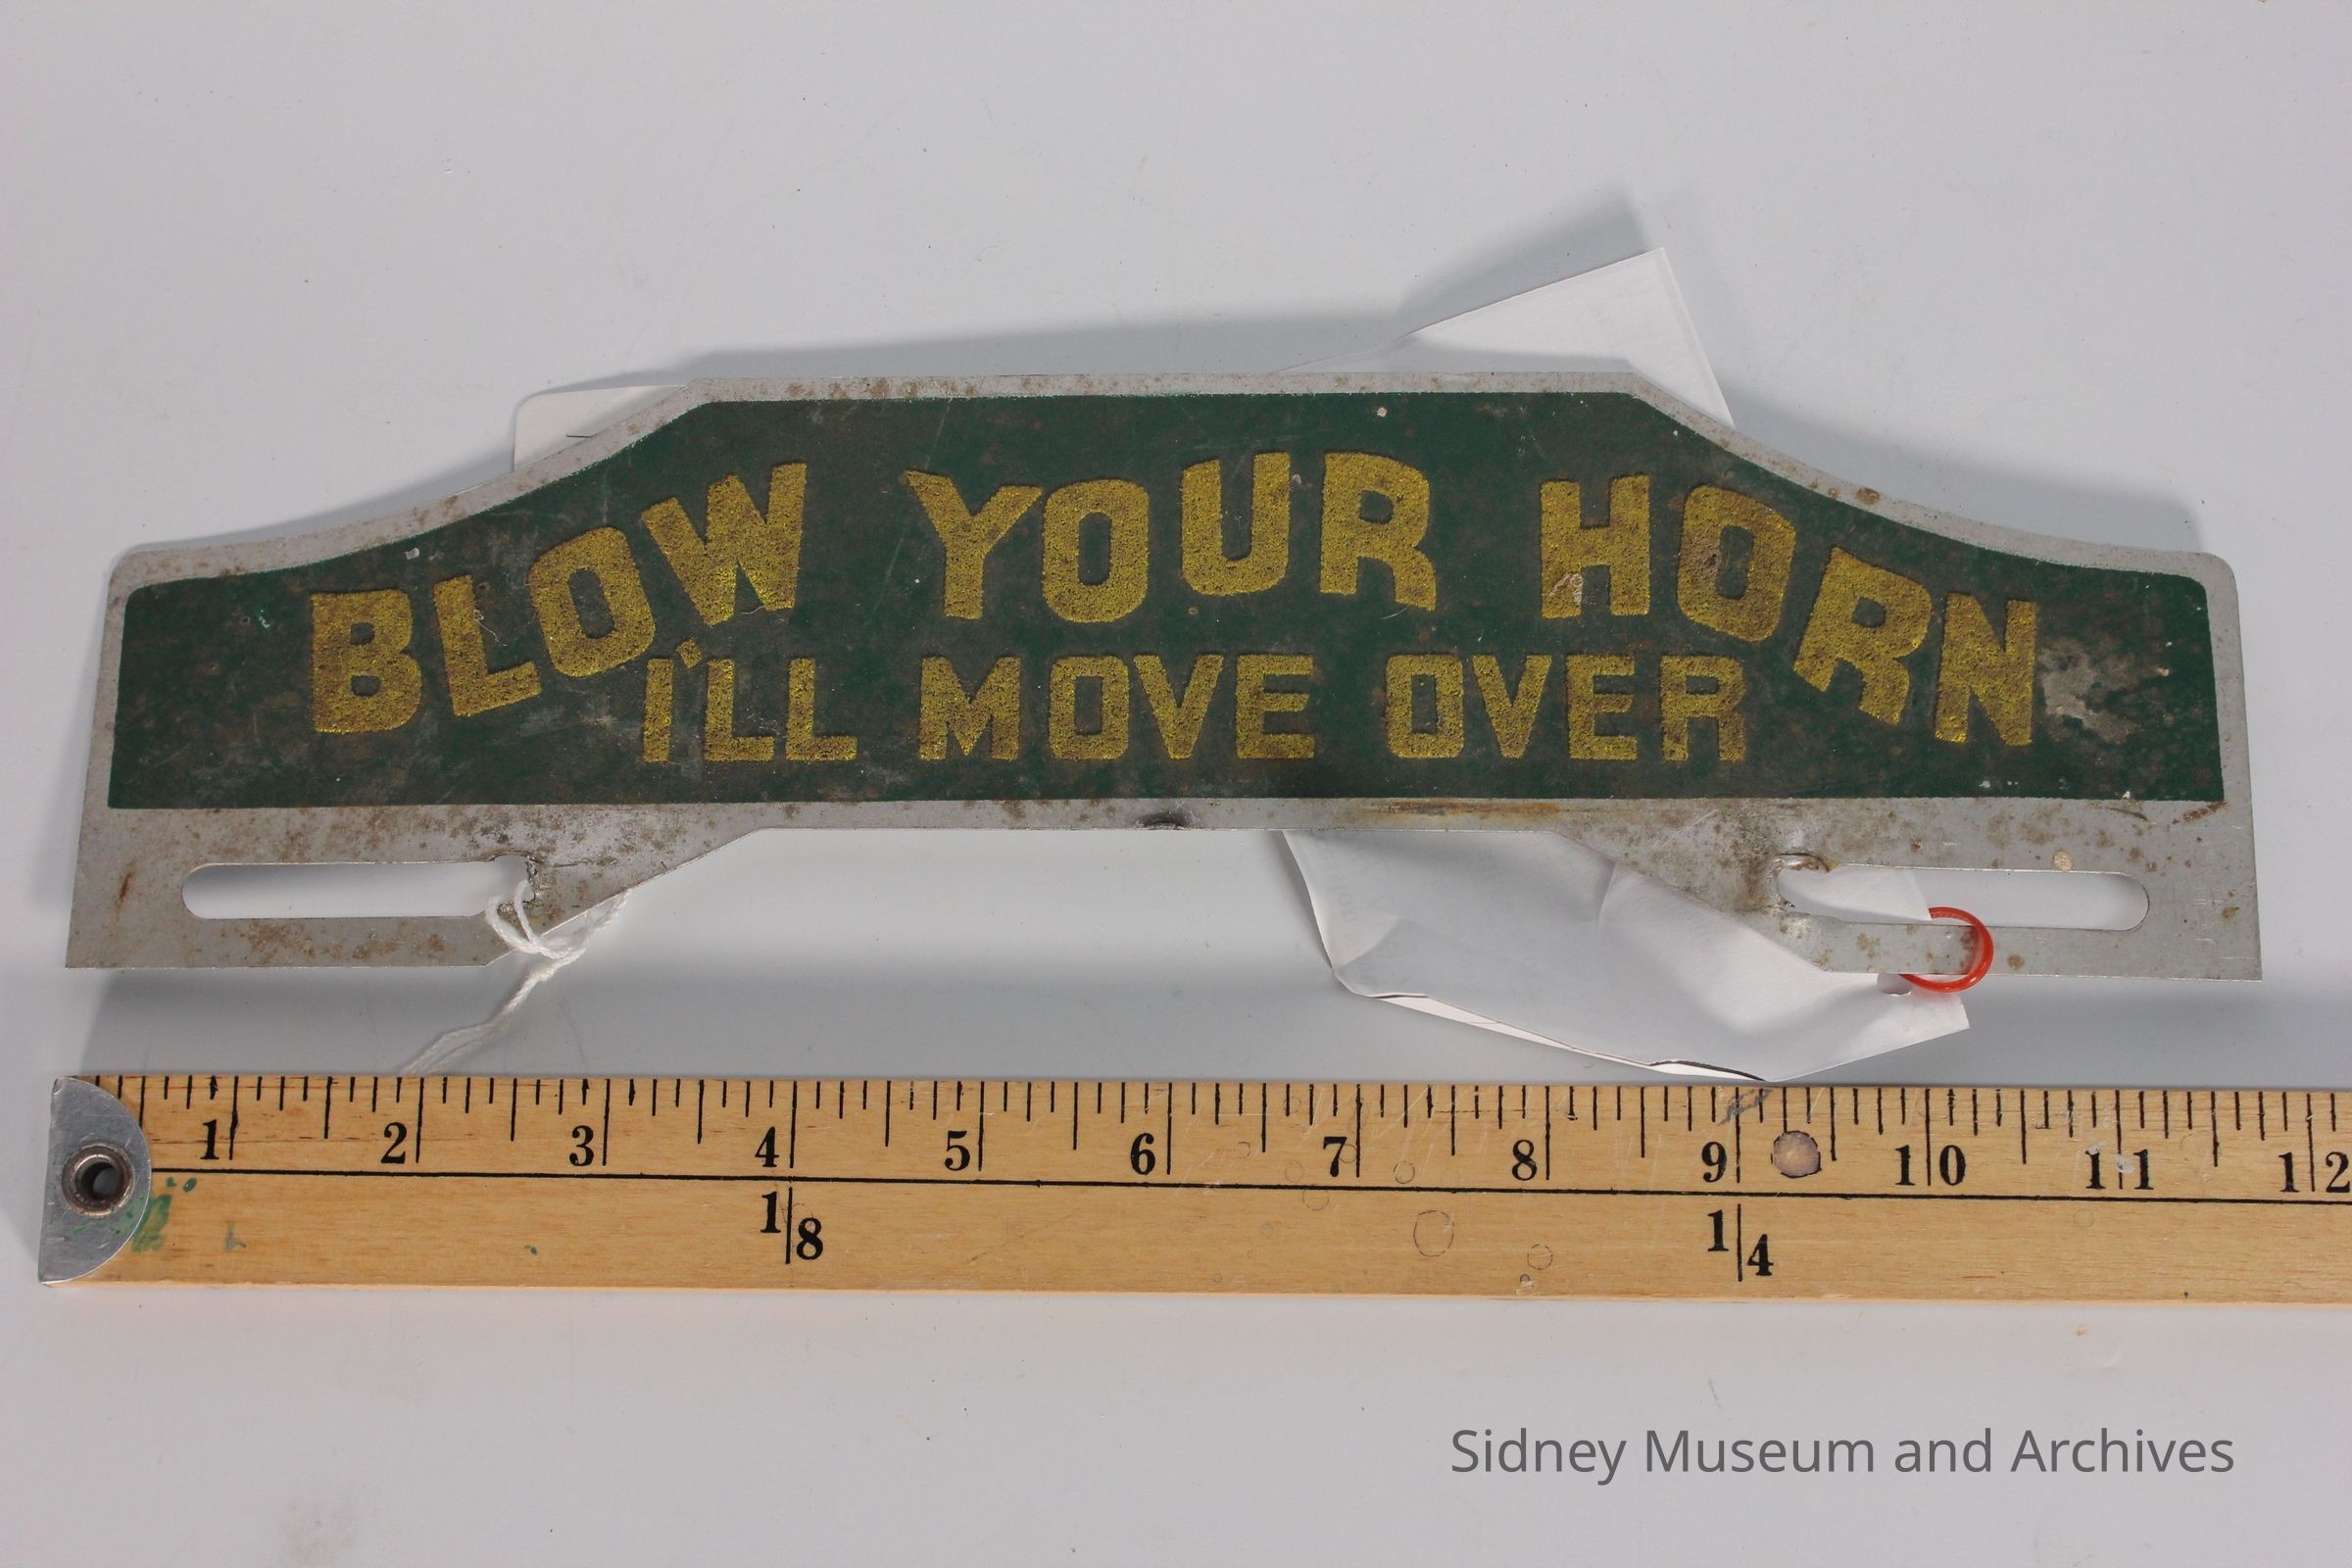 BLOW YOUR HORN
I'LL MOVE OVER
1 2 3 4 5 6 7 8 9 10 11 12
1|8 1|4
Sidney Museum and Archives